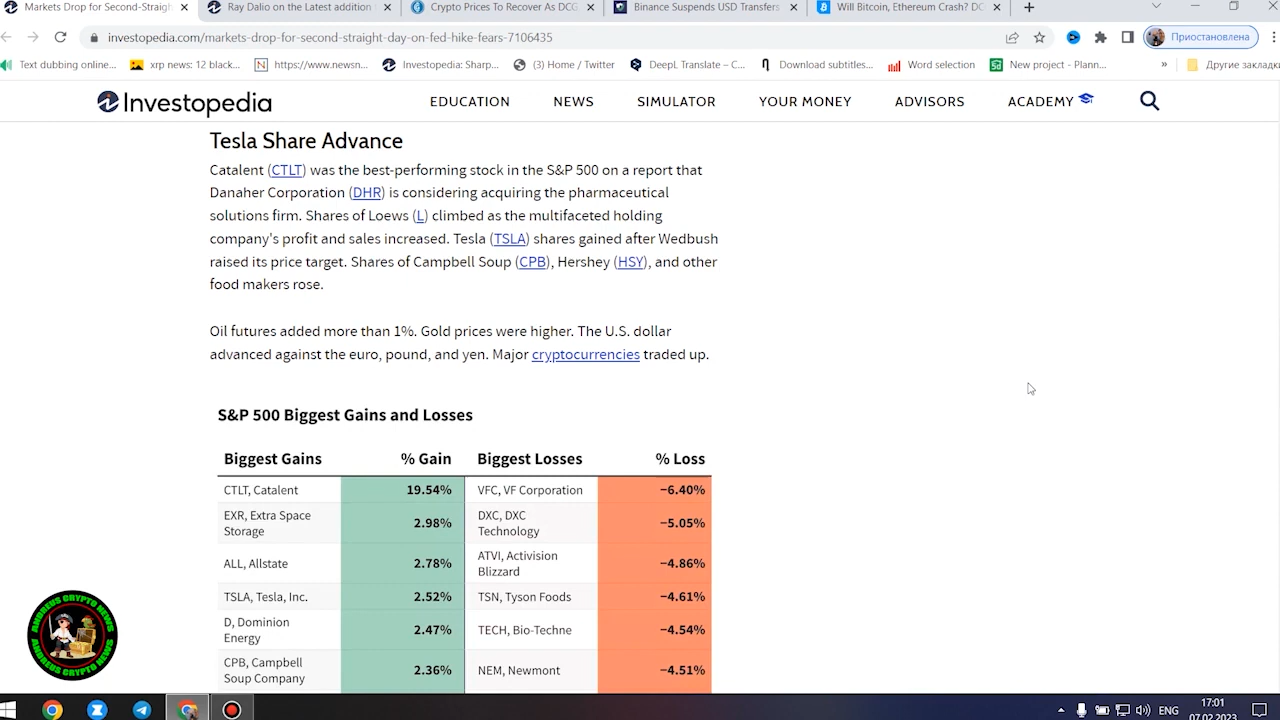 Markets Drop for Second-Straigh
Ray Dalio on the Latest addition
Crypto Prices To Recover As DCG
Binance Suspends USD Transfers
Will Bitcoin, Ethereum Crash? DC
investopedia.com/markets-drop-for-second-straight-day-on-fed-hike-fears-7106435
Приостановлена
Text dubbing online...
xrp news: 12 black...
https://www.newsn...
Investopedia: Sharp...
(3) Home / Twitter
DeepL Translate – C...
Download subtitles...
Word selection
New project - Plann...
»
Другие закладки
Investopedia
EDUCATION
NEWS
SIMULATOR
YOUR MONEY
ADVISORS
ACADEMY
Tesla Share Advance
Catalent (CTLT) was the best-performing stock in the S&P 500 on a report that
Danaher Corporation (DHR) is considering acquiring the pharmaceutical
solutions firm. Shares of Loews (L) climbed as the multifaceted holding
company's profit and sales increased. Tesla (TSLA) shares gained after Wedbush
raised its price target. Shares of Campbell Soup (CPB), Hershey (HSY), and other
food makers rose.
Oil futures added more than 1%. Gold prices were higher. The U.S. dollar
advanced against the euro, pound, and yen. Major cryptocurrencies traded up.
S&P 500 Biggest Gains and Losses
Biggest Gains % Gain Biggest Losses % Loss
CTLT, Catalent 19.54% VFC, VF Corporation −6.40%
EXR, Extra Space
Storage
2.98%
DXC, DXC
Technology
−5.05%
ALL, Allstate 2.78%
ATVI, Activision
Blizzard
−4.86%
TSLA, Tesla, Inc. 2.52% TSN, Tyson Foods −4.61%
D, Dominion
Energy
2.47% TECH, Bio-Techne −4.54%
CPB, Campbell
Soup Company
2.36% NEM, Newmont −4.51%
ANDREUS CRYPTO NEWS
ANDREUS CRYPTO NEWS
ENG
17:01
07.02.2023